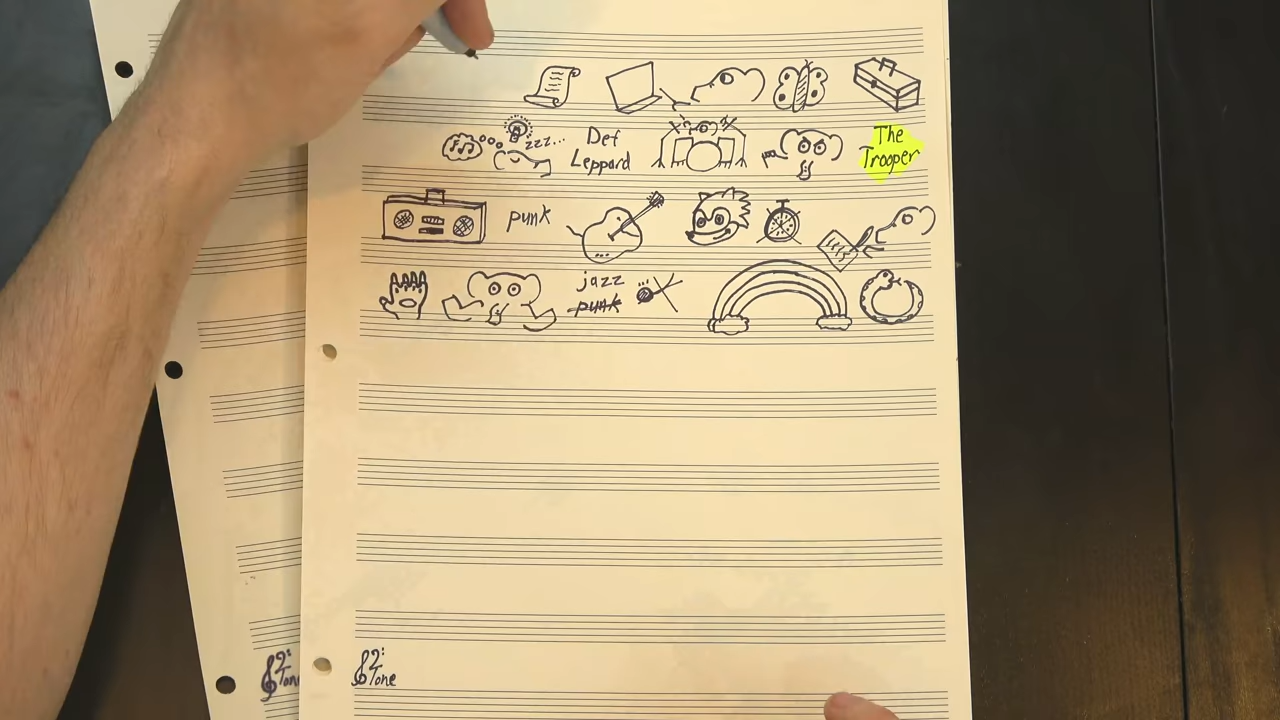 zzz...
Def
Leppard
The
Trooper
punk
jazz
punk
Tone
Tone